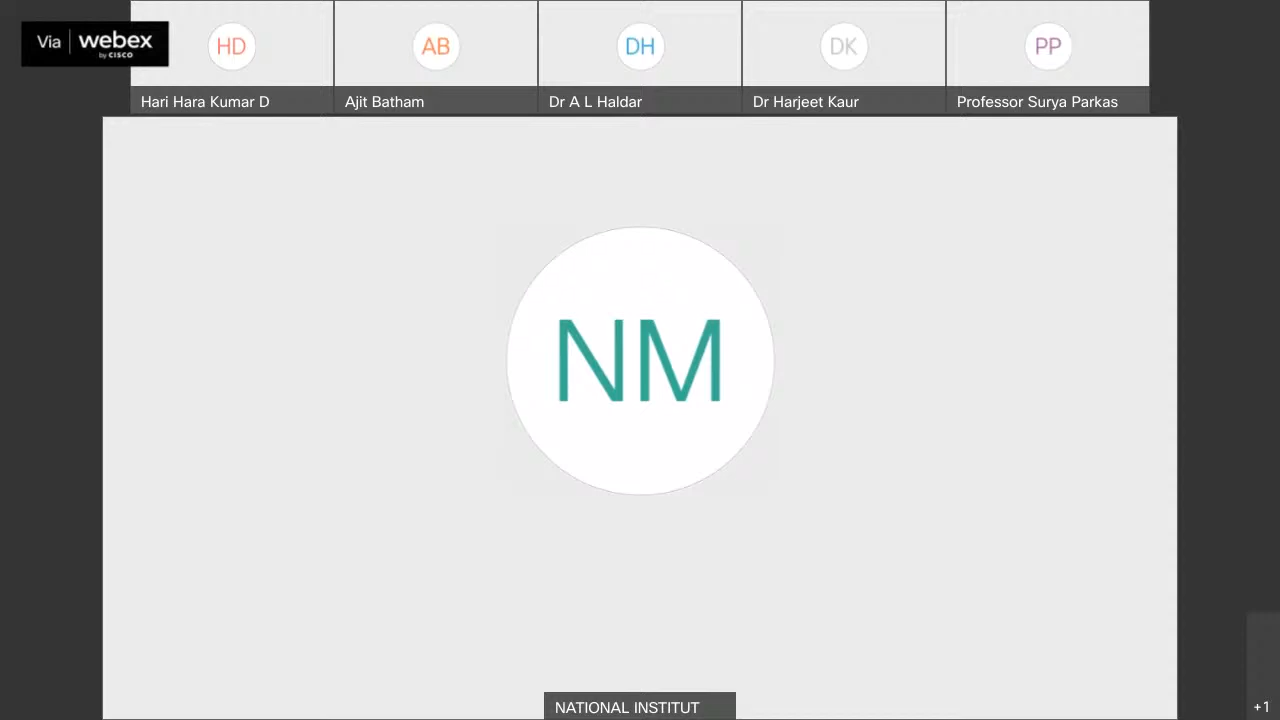 Via webex
by CISCO
HD
AB
DH
DK
PP
Hari Hara Kumar D
Ajit Batham
Dr A L Haldar
Dr Harjeet Kaur
Professor Surya Parkas
NM
NATIONAL INSTITUT
+1